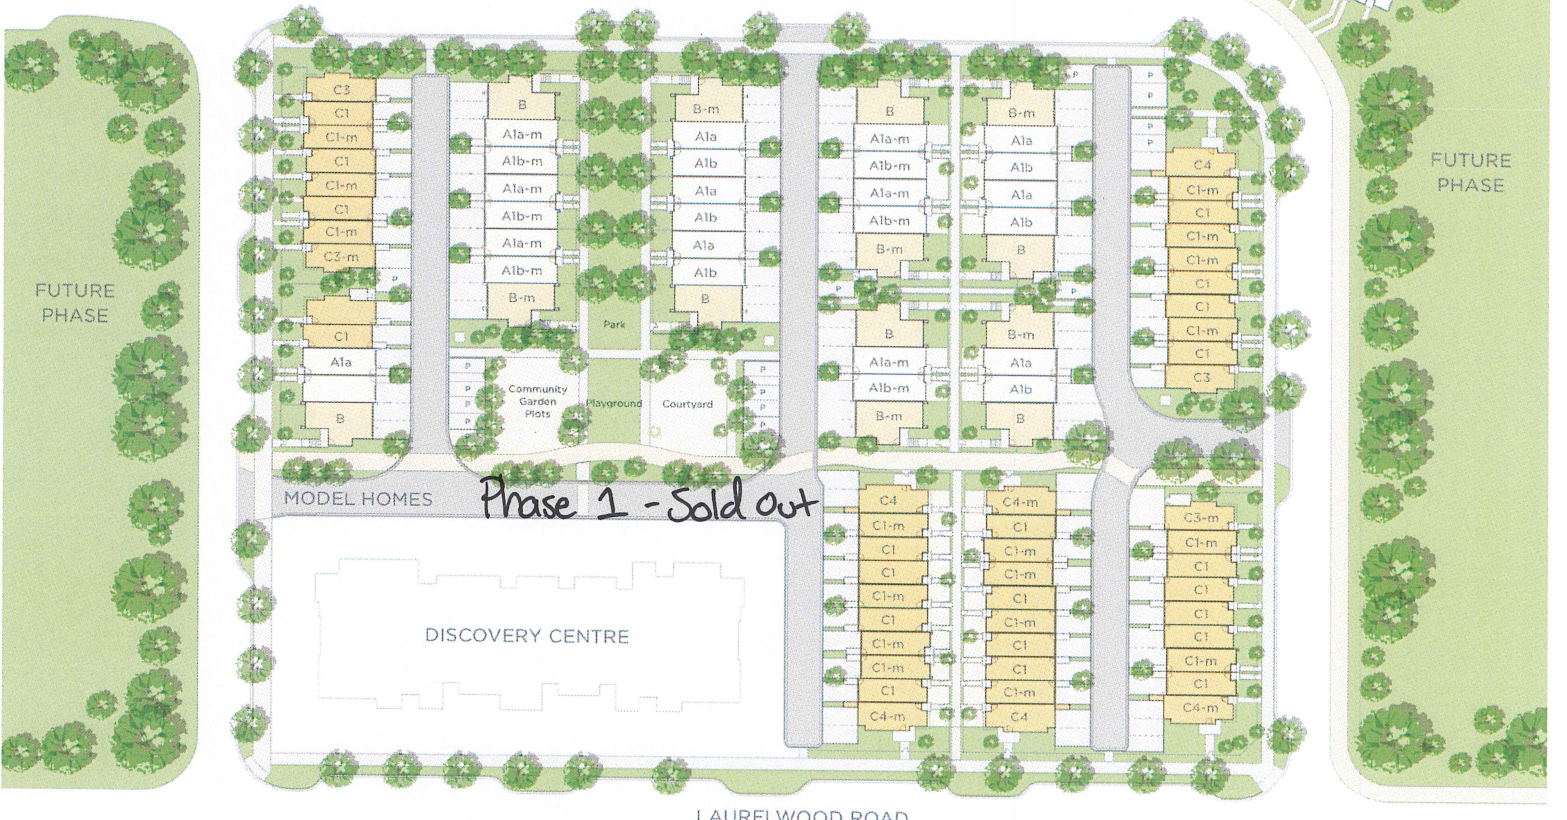 C3
C1
C1-m
C1
C1-m
C1
C1-m
C3-m
P
C1
A1a
B
B
A1a-m
A1b-m
A1a-m
A1b-m
A1a-m
A1b-m
B-m
B-m
A1a
A1b
A1a
A1b
A1a
A1b
B
Park
P
P
P
P
Community
Garden
Plots
Playground
Courtyard
P
P
P
P
B
A1a-m
A1b-m
A1a-m
A1b-m
B-m
P
B
A1a-m
A1b-m
B-m
P
B-m
A1a
A1b
A1a
A1b
B
P
B-m
A1a
A1b
B
P
P
P
P
C4
C1-m
C1
C1-m
C1-m
C1
C1
C1-m
C1
C3
FUTURE
PHASE
FUTURE
PHASE
MODEL HOMES
Phase 1 - Sold Out
DISCOVERY CENTRE
C4
C1-m
C1
C1
C1-m
C1
C1-m
C1-m
C1
C4-m
C4-m
C1
C1-m
C1-m
C1
C1-m
C1
C1
C1-m
C4
C3-m
C1-m
C1
C1
C1
C1
C1-m
C1
C4-m
LAURELWOOD ROAD